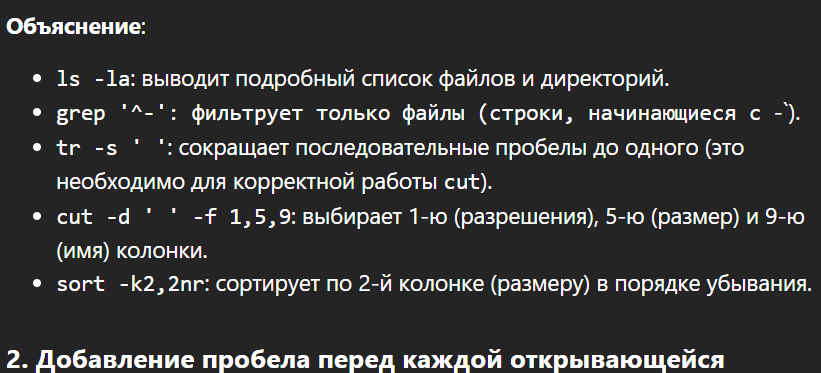 Объяснение:
• ls -la: выводит подробный список файлов и директорий.
• grep '^-': фильтрует только файлы (строки, начинающиеся с -`).
• tr -s ' ': сокращает последовательные пробелы до одного (это
необходимо для корректной работы cut).
• cut -d ' ' -f 1,5,9: выбирает 1-ю (разрешения), 5-ю (размер) и 9-ю
(имя) колонки.
• sort -k2,2nr: сортирует по 2-й колонке (размеру) в порядке убывания.
2. Добавление пробела перед каждой открывающейся